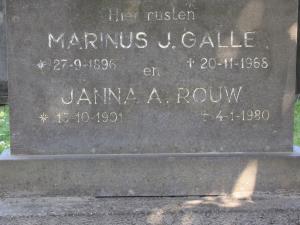 Hier rusten
MARINUS J. GALLE
* 27-9-1896 † 20-11-1968
en
JANNA A. ROUW
* 15-10-1901 † 4-1-1980